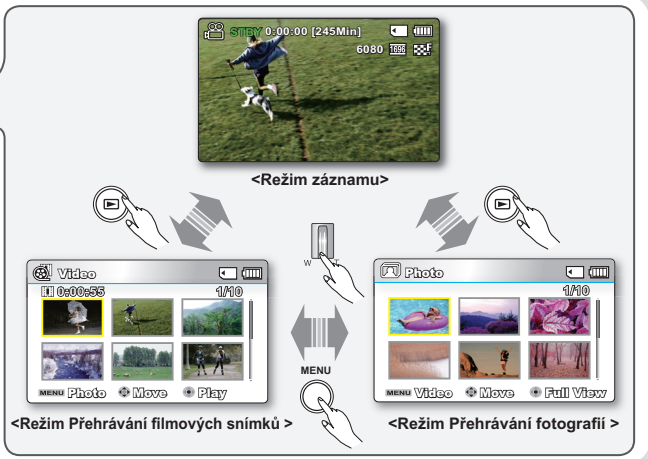 STBY 0:00:00 [245Min]
6080 1696 F
<Režim záznamu>
W T
Video
0:00:55 1/10
MENU Photo Move Play
MENU
Photo
1/10
MENU Video Move Full View
<Režim Přehrávání filmových snímků >
<Režim Přehrávání fotografií >